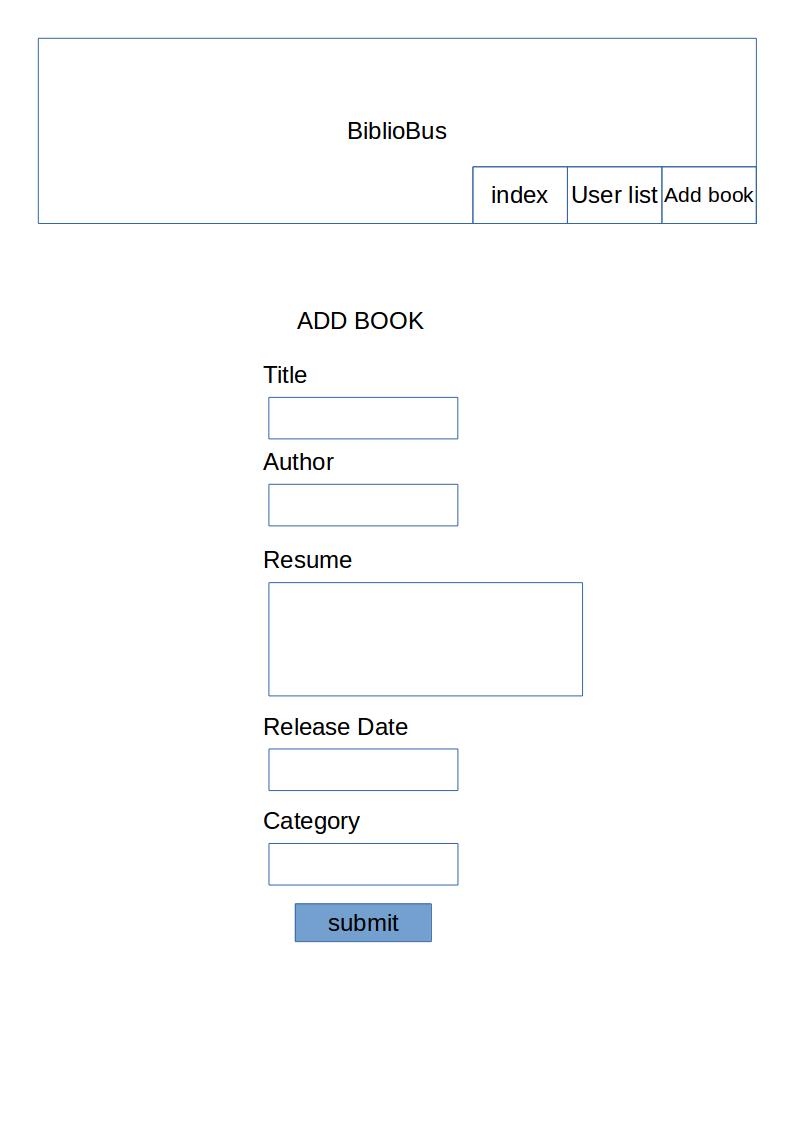 BiblioBus
index
User list
Add book
ADD BOOK
Title
Author
Resume
Release Date
Category
submit